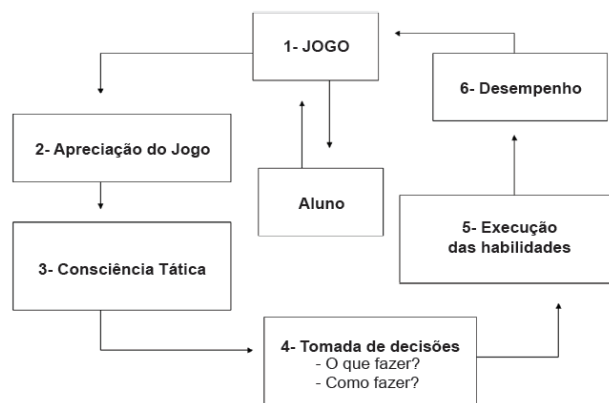 1- JOGO
2- Apreciação do Jogo
3- Consciência Tática
4- Tomada de decisões
- O que fazer?
- Como fazer?
5- Execução
das habilidades
6- Desempenho
Aluno